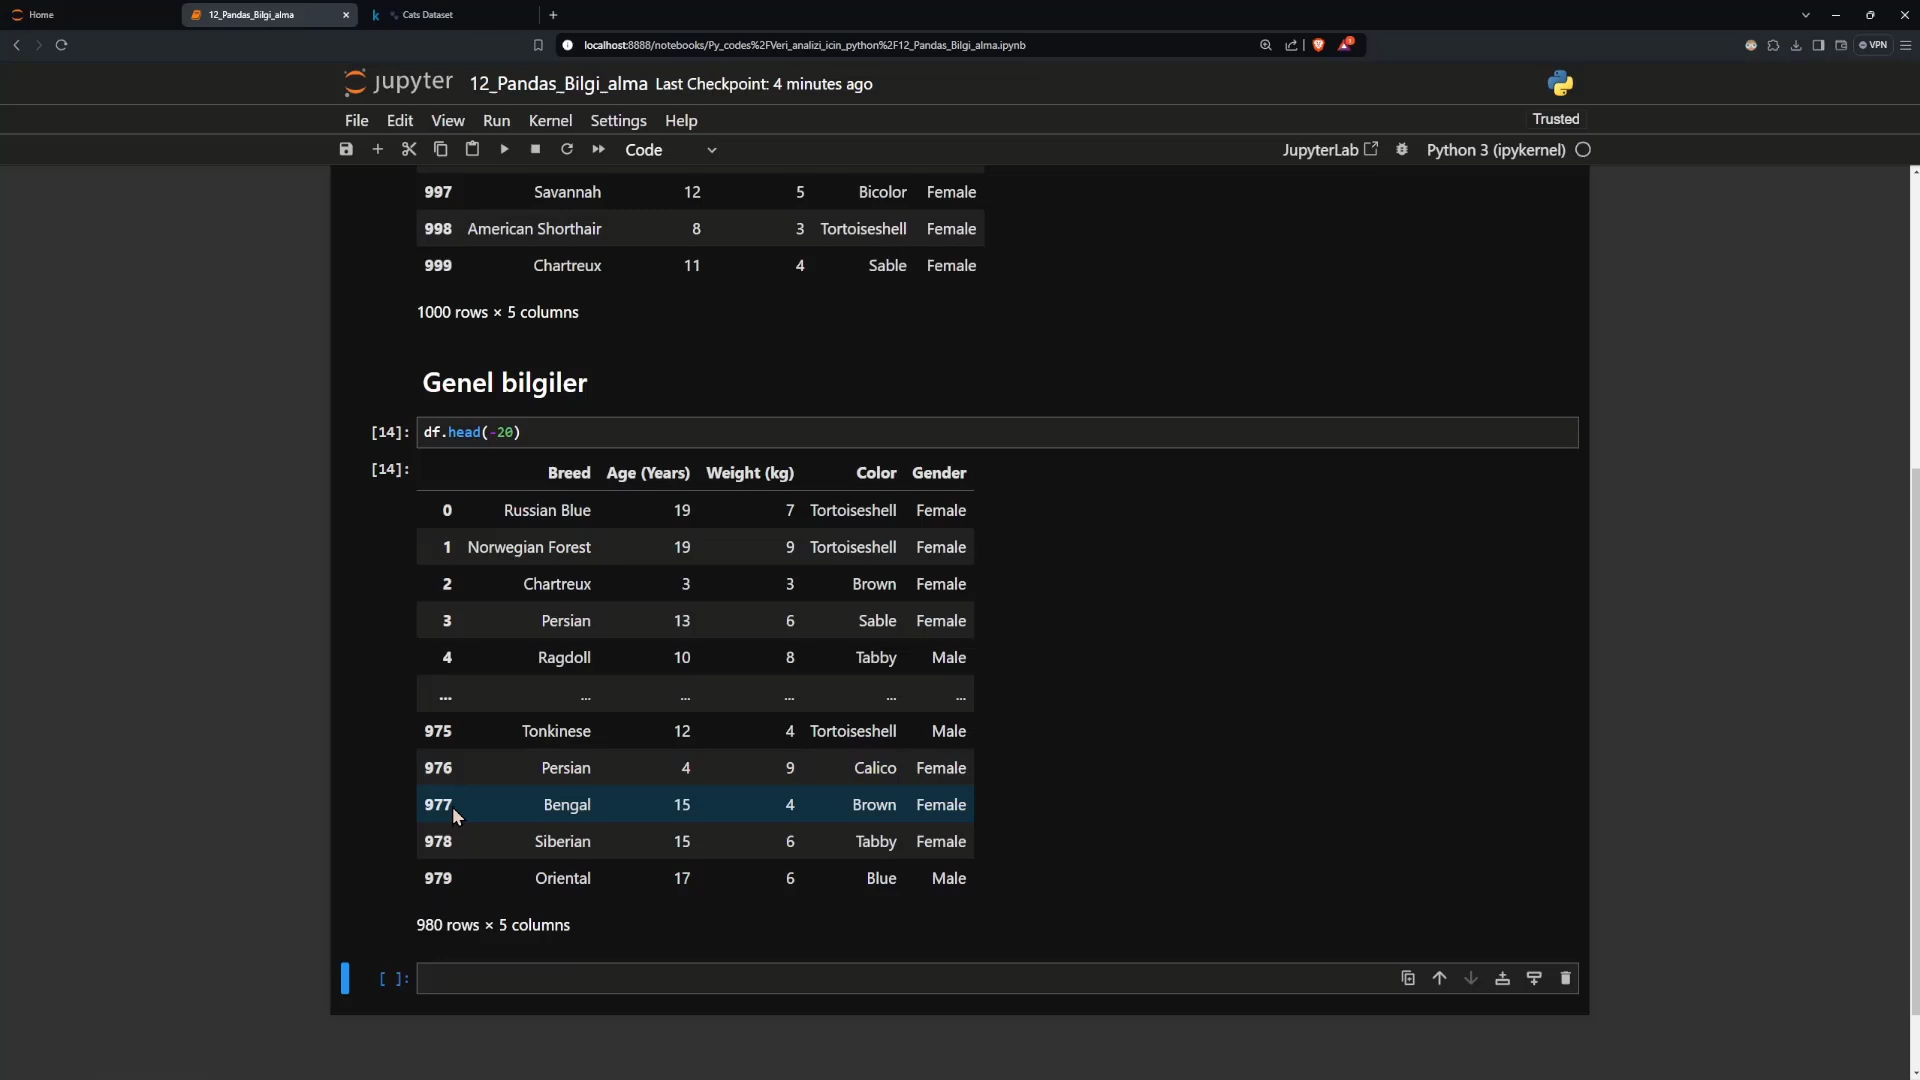 Home
12_Pandas_Bilgi_alma
Cats Dataset
localhost:8888/notebooks/Py_codes%2FVeri_analizi_icin_python%2F12_Pandas_Bilgi_alma.ipynb
VPN
jupyter 12_Pandas_Bilgi_alma Last Checkpoint: 4 minutes ago
File Edit View Run Kernel Settings Help
Trusted
Code
JupyterLab Python 3 (ipykernel)
997 Savannah 12 5 Bicolor Female
998 American Shorthair 8 3 Tortoiseshell Female
999 Chartreux 11 4 Sable Female
1000 rows × 5 columns
Genel bilgiler
[14]: df.head(-20)
[14]: Breed Age (Years) Weight (kg) Color Gender
0 Russian Blue 19 7 Tortoiseshell Female
1 Norwegian Forest 19 9 Tortoiseshell Female
2 Chartreux 3 3 Brown Female
3 Persian 13 6 Sable Female
4 Ragdoll 10 8 Tabby Male
... ... ... ... ... ...
975 Tonkinese 12 4 Tortoiseshell Male
976 Persian 4 9 Calico Female
977 Bengal 15 4 Brown Female
978 Siberian 15 6 Tabby Female
979 Oriental 17 6 Blue Male
980 rows × 5 columns
[ ]: